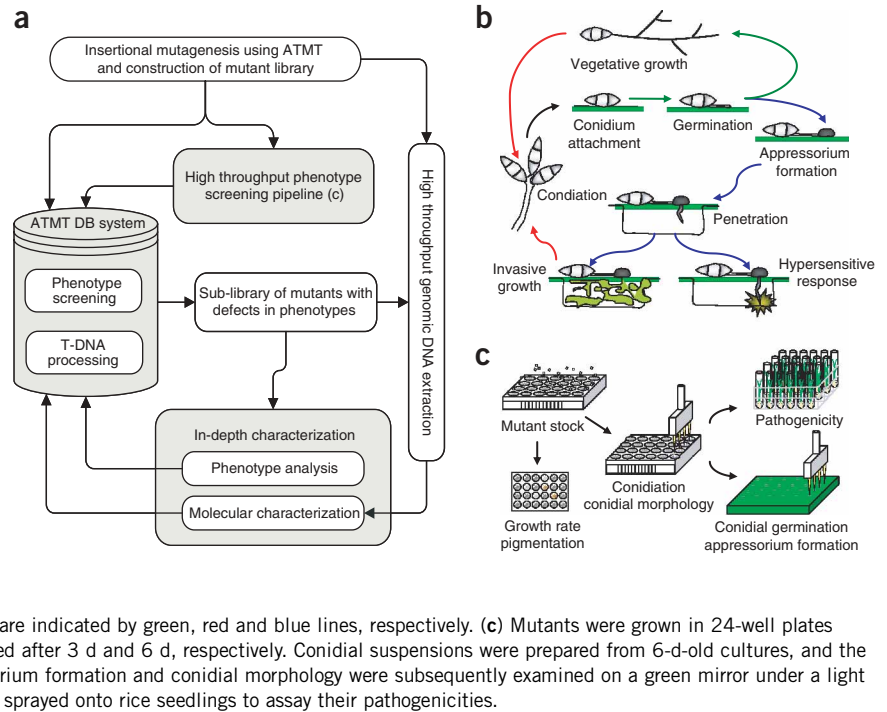 a
Insertional mutagenesis using ATMT
and construction of mutant library
High throughput phenotype
screening pipeline (c)
ATMT DB system
Phenotype
screening
T-DNA
processing
Sub-library of mutants with
defects in phenotypes
High throughput genomic DNA extraction
In-depth characterization
Phenotype analysis
Molecular characterization
b
Vegetative growth
Conidium
attachment
Germination
Appressorium
formation
Condiation
Penetration
Invasive
growth
Hypersensitive
response
c
Mutant stock
Growth rate
pigmentation
Conidiation
conidial morphology
Pathogenicity
Conidial germination
appressorium formation
are indicated by green, red and blue lines, respectively. (c) Mutants were grown in 24-well plates
ed after 3 d and 6 d, respectively. Conidial suspensions were prepared from 6-d-old cultures, and the
rium formation and conidial morphology were subsequently examined on a green mirror under a light
sprayed onto rice seedlings to assay their pathogenicities.